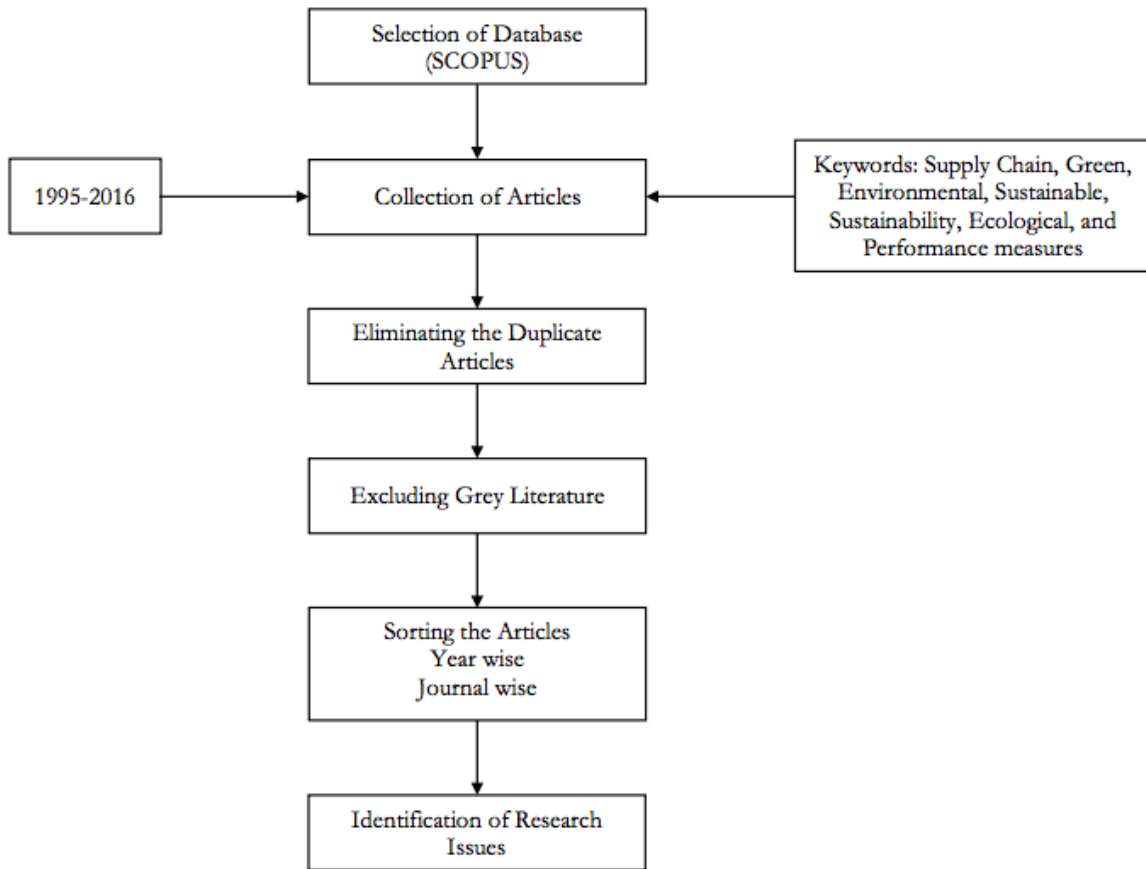 Selection of Database
(SCOPUS)
1995-2016
Collection of Articles
Keywords: Supply Chain, Green,
Environmental, Sustainable,
Sustainability, Ecological, and
Performance measures
Eliminating the Duplicate
Articles
Excluding Grey Literature
Sorting the Articles
Year wise
Journal wise
Identification of Research
Issues